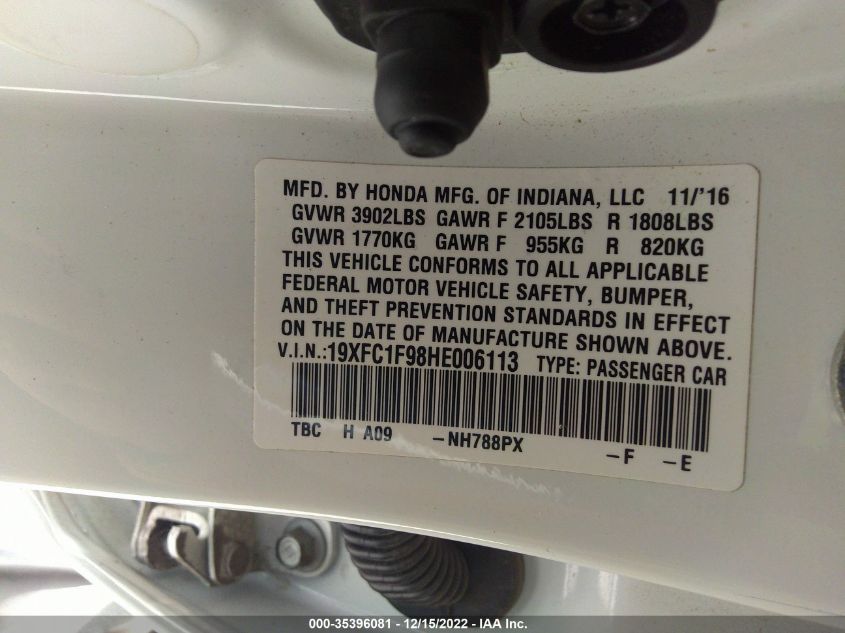 MFD. BY HONDA MFG. OF INDIANA, LLC 11/'16
GVWR 3902LBS GAWR F 2105LBS R 1808LBS
GVWR 1770KG GAWR F 955KG R 820KG
THIS VEHICLE CONFORMS TO ALL APPLICABLE
FEDERAL MOTOR VEHICLE SAFETY, BUMPER,
AND THEFT PREVENTION STANDARDS IN EFFECT
ON THE DATE OF MANUFACTURE SHOWN ABOVE.
V.I.N.:19XFC1F98HE006113 TYPE: PASSENGER CAR
TBC H A09 -NH788PX -F -E
000-35396081 - 12/15/2022 - IAA Inc.